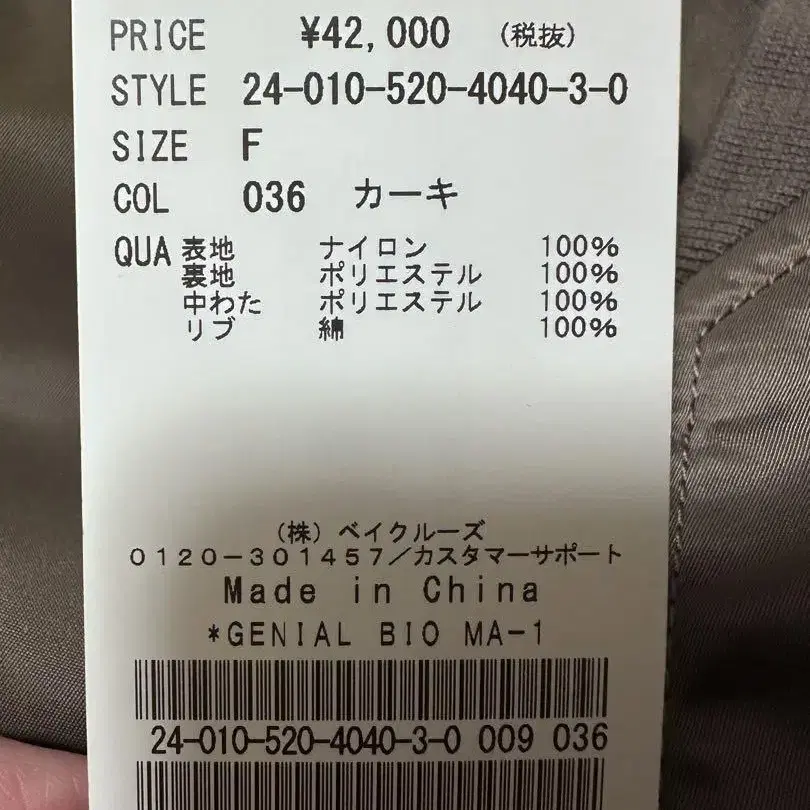 PRICE ¥42,000 (税抜)
STYLE 24-010-520-4040-3-0
SIZE F
COL 036 カーキ
QUA 表地 ナイロン 100%
裏地 ポリエステル 100%
中わた ポリエステル 100%
リブ 綿 100%
(株)ベイクルーズ
0120-301457/カスタマーサポート
Made in China
*GENIAL BIO MA-1
24-010-520-4040-3-0 009 036